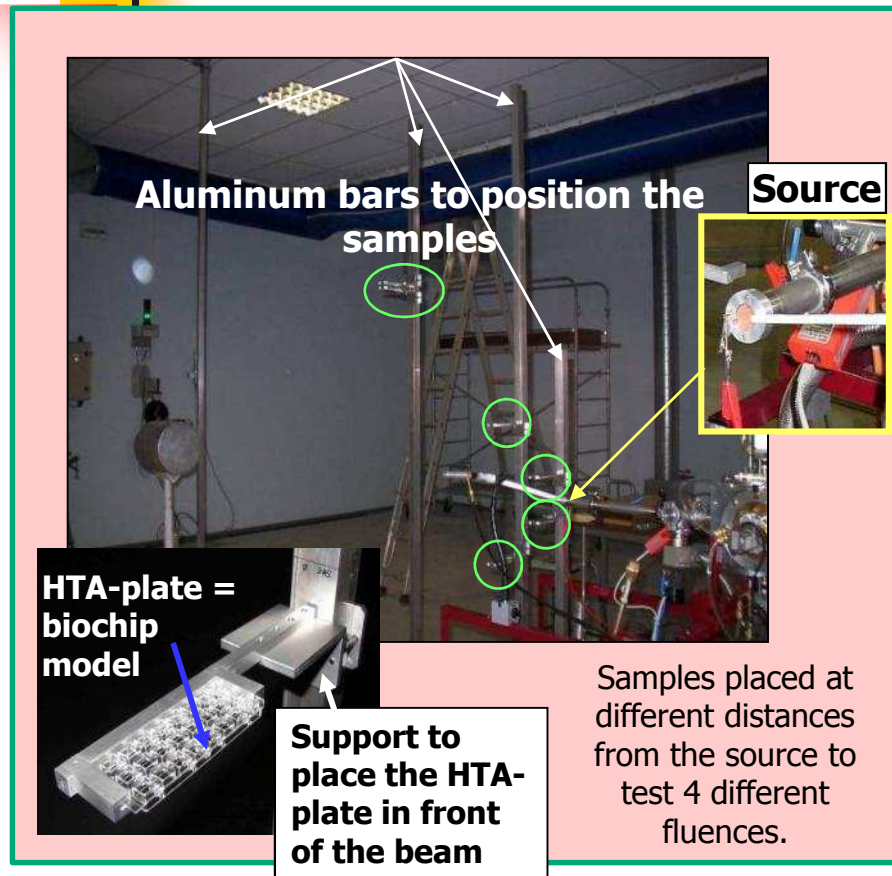 Aluminum bars to position the
samples
Source
HTA-plate =
biochip
model
Support to
place the HTA-
plate in front
of the beam
Samples placed at
different distances
from the source to
test 4 different
fluences.